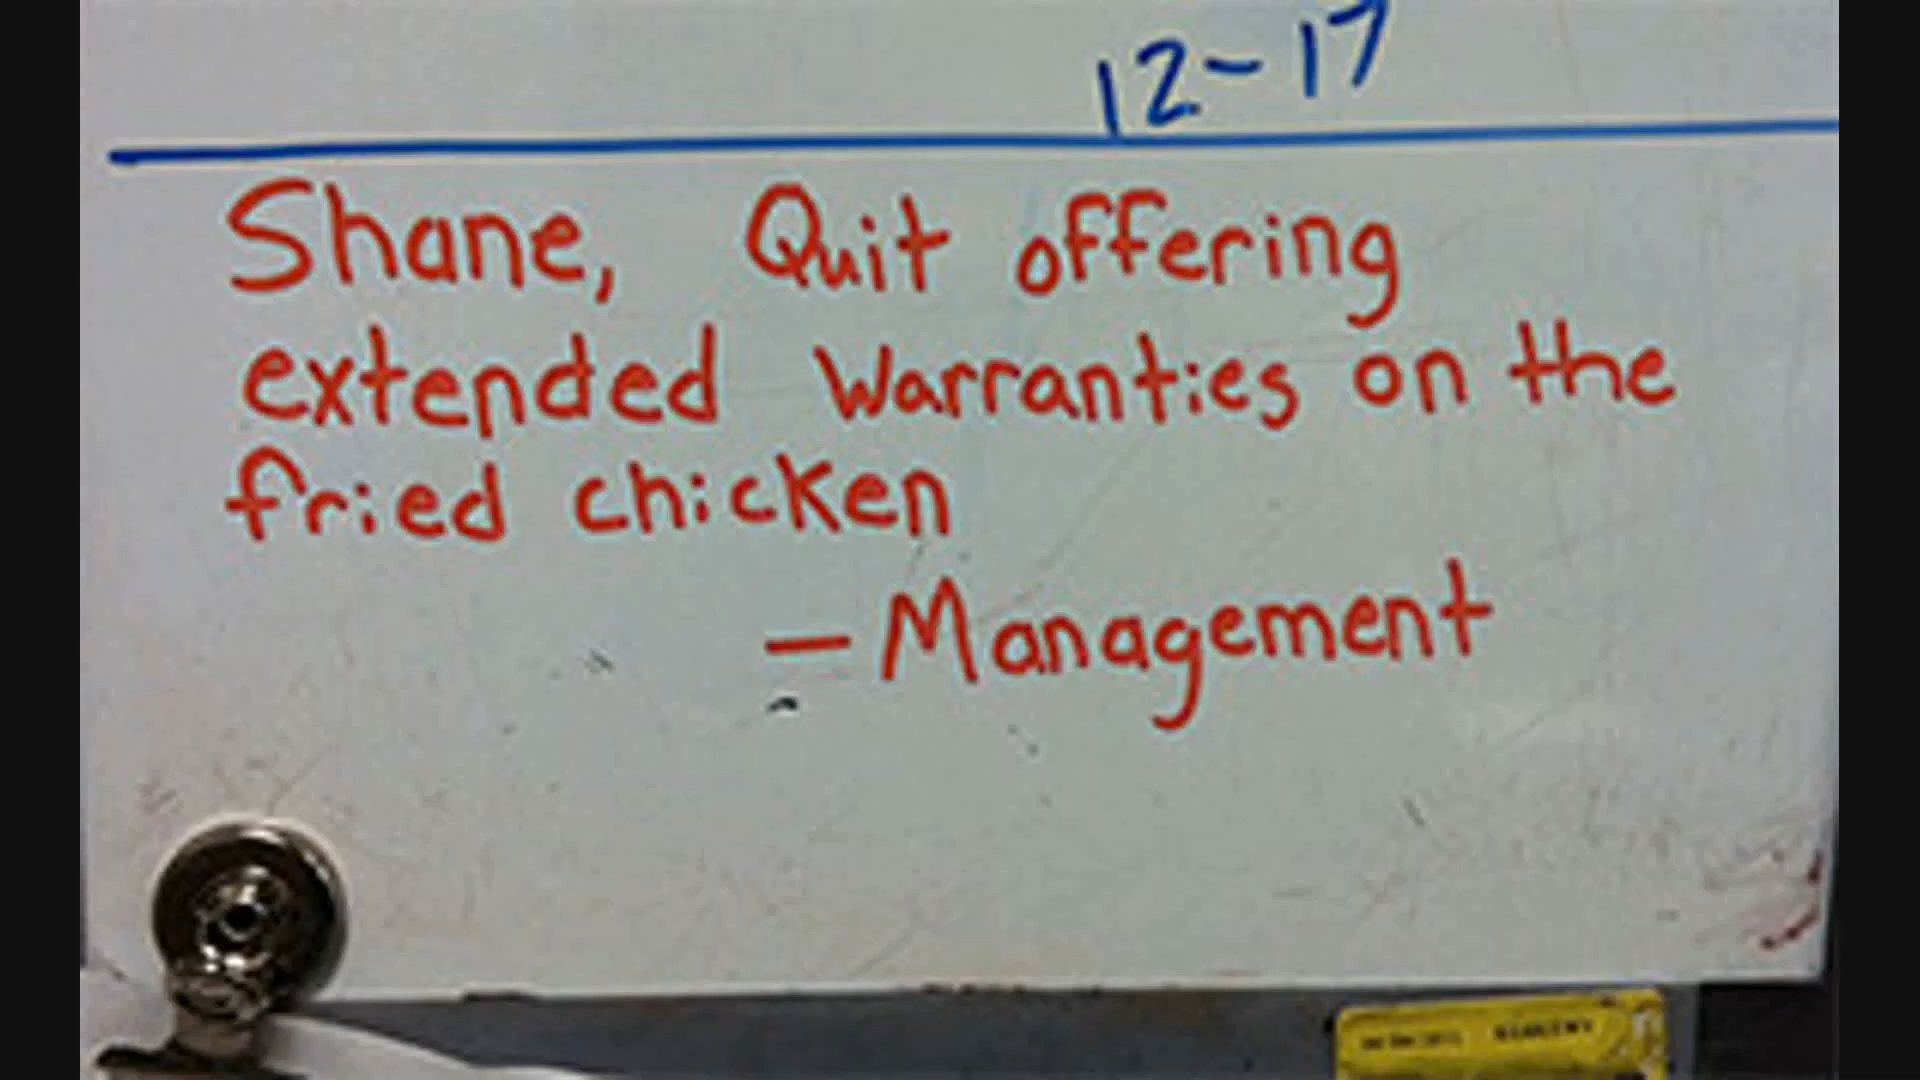 12-17
Shane, Quit offering
extended warranties on the
fried chicken
- Management